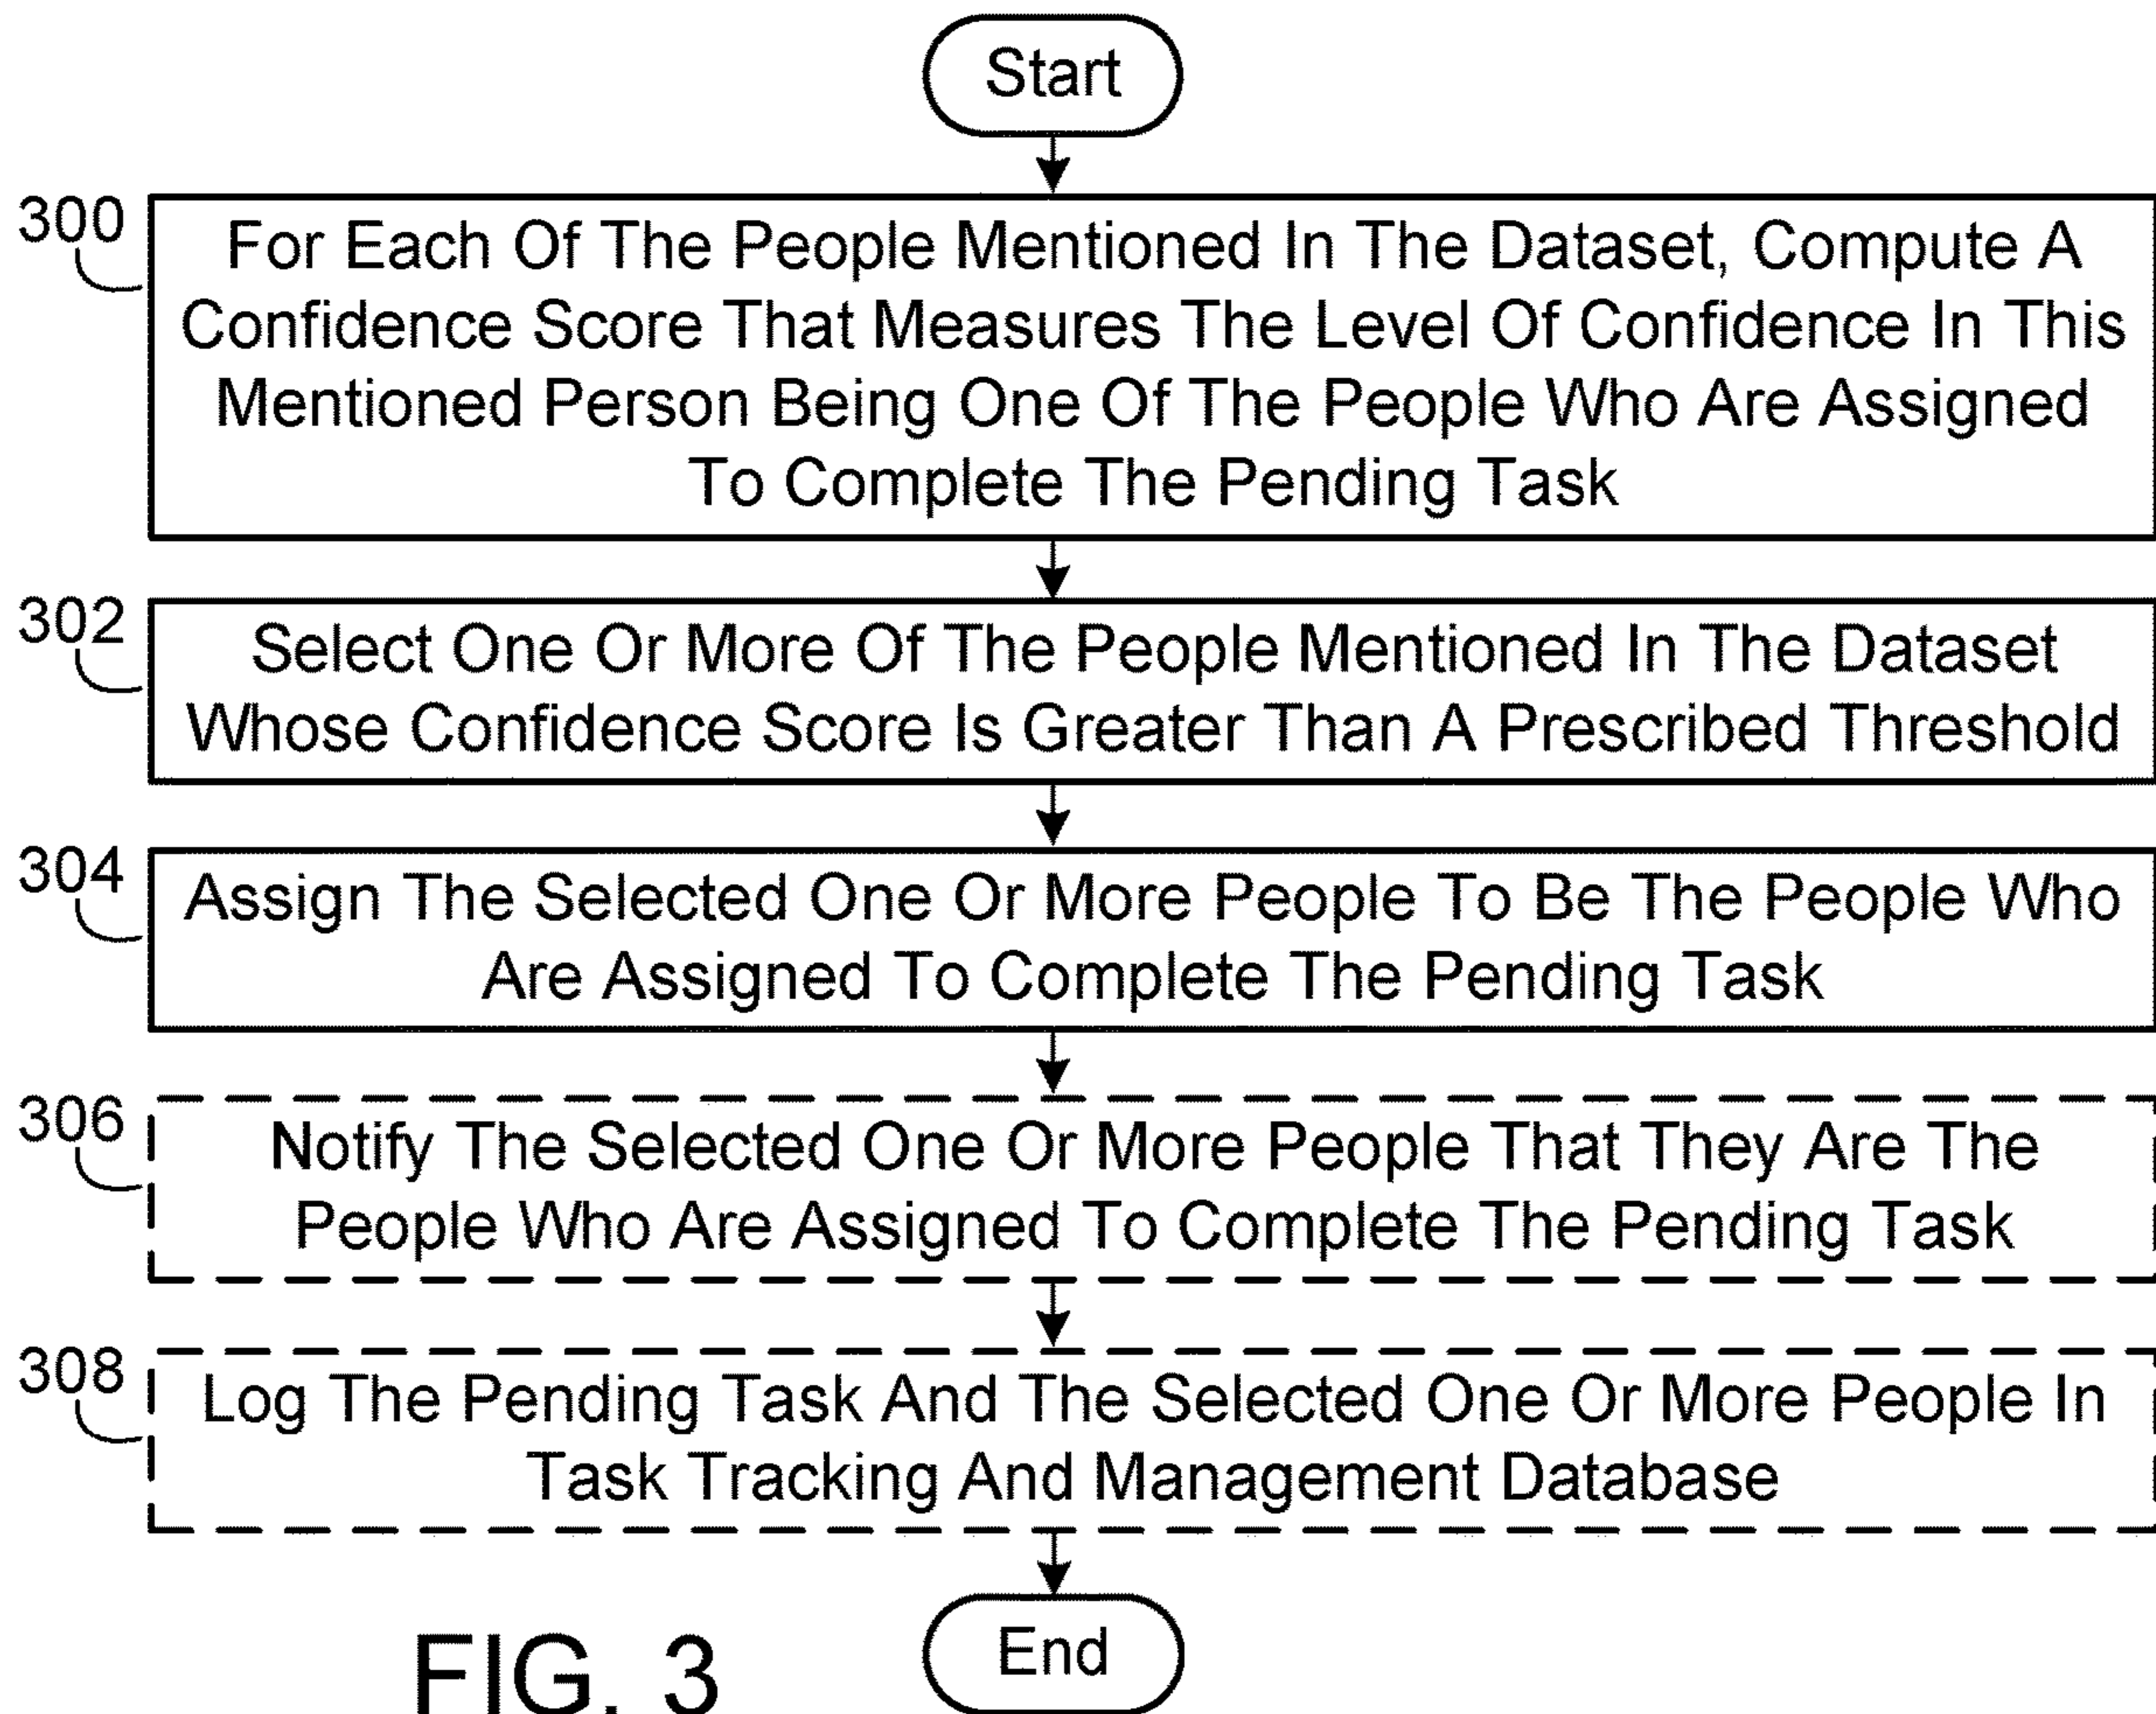 Start
300
For Each Of The People Mentioned In The Dataset, Compute A
Confidence Score That Measures The Level Of Confidence In This
Mentioned Person Being One Of The People Who Are Assigned
To Complete The Pending Task
302
Select One Or More Of The People Mentioned In The Dataset
Whose Confidence Score Is Greater Than A Prescribed Threshold
304
Assign The Selected One Or More People To Be The People Who
Are Assigned To Complete The Pending Task
306
Notify The Selected One Or More People That They Are The
People Who Are Assigned To Complete The Pending Task
308
Log The Pending Task And The Selected One Or More People In
Task Tracking And Management Database
End
FIG. 3